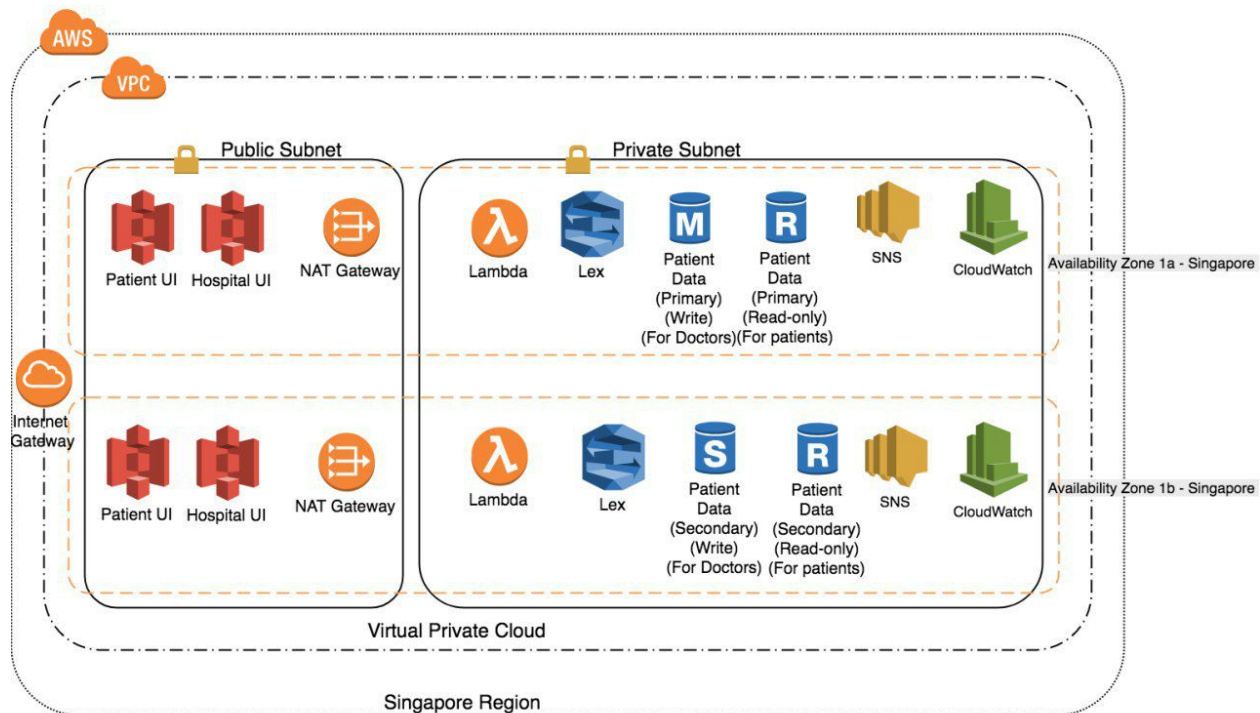 AWS
VPC
Public Subnet
Private Subnet
Patient UI
Hospital UI
NAT Gateway
Lambda
Lex
M
Patient
Data
(Primary)
(Write)
(For Doctors)
R
Patient
Data
(Primary)
(Read-only)
(For patients)
SNS
CloudWatch
Availability Zone 1a - Singapore
Internet
Gateway
Patient UI
Hospital UI
NAT Gateway
Lambda
Lex
S
Patient
Data
(Secondary)
(Write)
(For Doctors)
R
Patient
Data
(Secondary)
(Read-only)
(For patients)
SNS
CloudWatch
Availability Zone 1b - Singapore
Virtual Private Cloud
Singapore Region